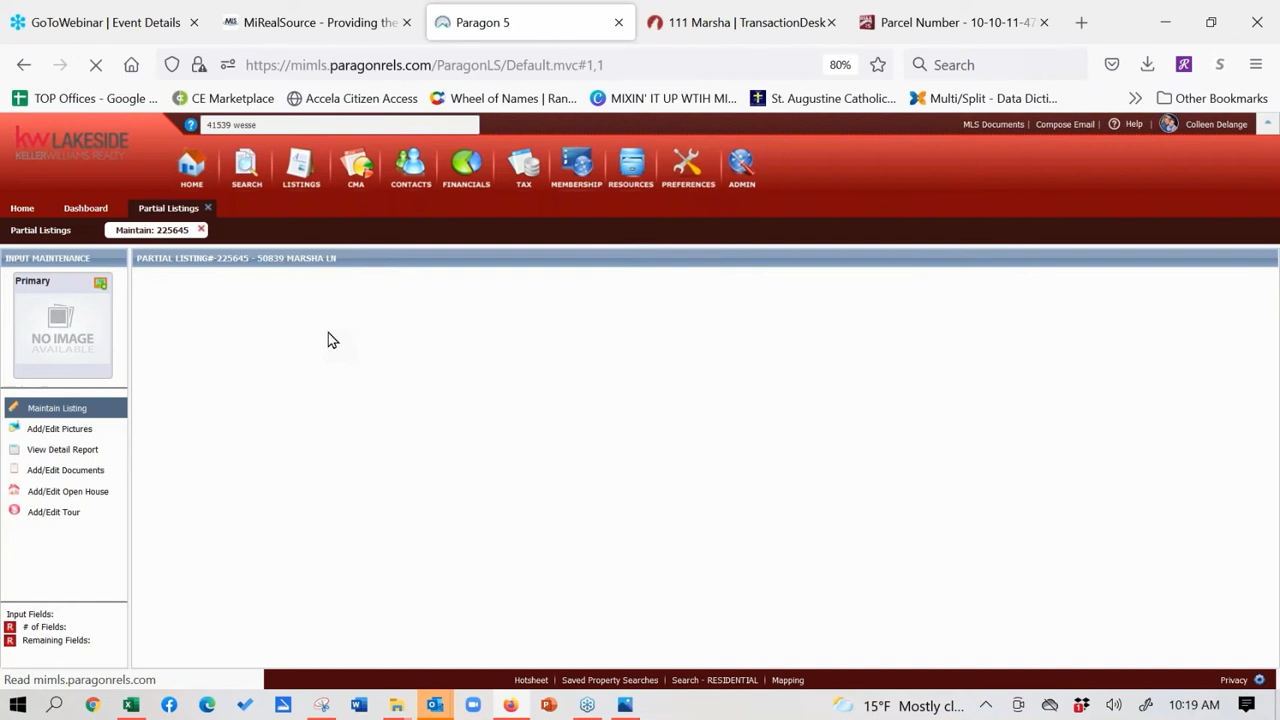 GoToWebinar | Event Details
MiRealSource - Providing the
Paragon 5
111 Marsha | TransactionDesk
Parcel Number - 10-10-11-47
https://mimls.paragonrels.com/ParagonLS/Default.mvc#1,1
80%
Search
TOP Offices - Google ...
CE Marketplace
Accela Citizen Access
Wheel of Names | Ran...
MIXIN' IT UP WTIH MI...
St. Augustine Catholic...
Multi/Split - Data Dicti...
Other Bookmarks
kw LAKESIDE
KELLERWILLIAMS REALTY
41539 wesse
MLS Documents
Compose Email
Help
Colleen Delange
HOME
SEARCH
LISTINGS
CMA
CONTACTS
FINANCIALS
TAX
MEMBERSHIP
RESOURCES
PREFERENCES
ADMIN
Home
Dashboard
Partial Listings
Partial Listings
Maintain: 225645
INPUT MAINTENANCE
PARTIAL LISTING#-225645 - 50839 MARSHA LN
Primary
NO IMAGE
AVAILABLE
Maintain Listing
Add/Edit Pictures
View Detail Report
Add/Edit Documents
Add/Edit Open House
Add/Edit Tour
Input Fields:
R # of Fields:
R Remaining Fields:
Read mimls.paragonrels.com
Hotsheet
Saved Property Searches
Search - RESIDENTIAL
Mapping
Privacy
15°F Mostly cl...
10:19 AM